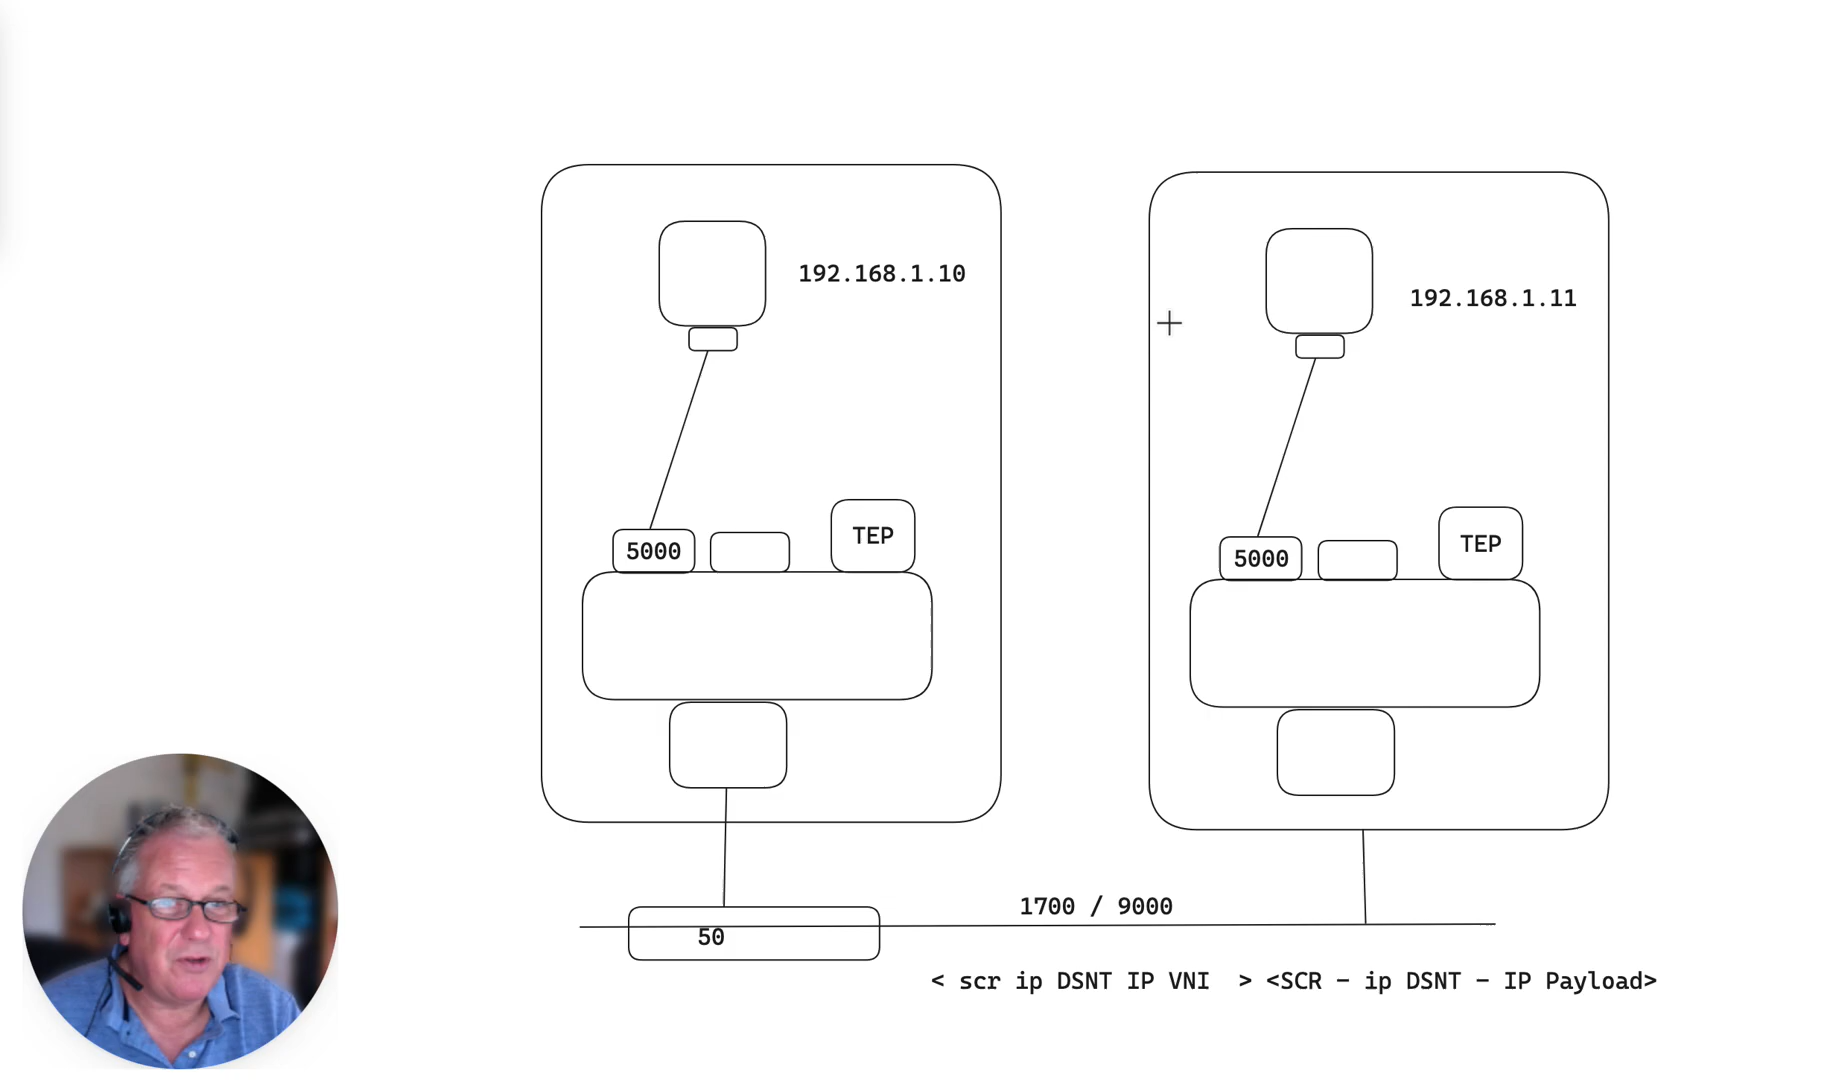 192.168.1.10
192.168.1.11
TEP
5000
TEP
5000
1700 / 9000
50
< scr ip DSNT IP VNI > <SCR - ip DSNT - IP Payload>